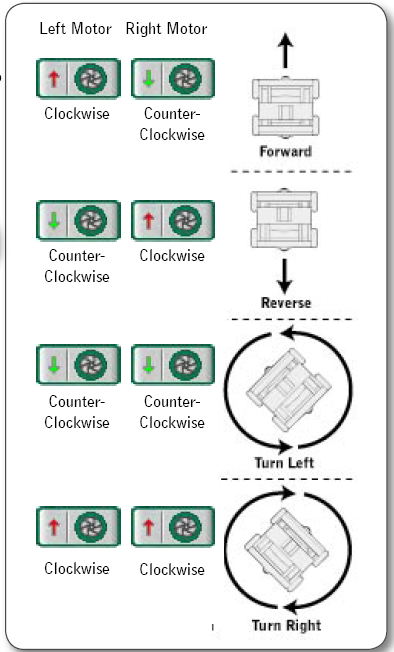 Left Motor Right Motor
Clockwise
Counter-
Clockwise
Forward
Counter-
Clockwise
Clockwise
Reverse
Counter-
Clockwise
Counter-
Clockwise
Turn Left
Clockwise
Clockwise
Turn Right